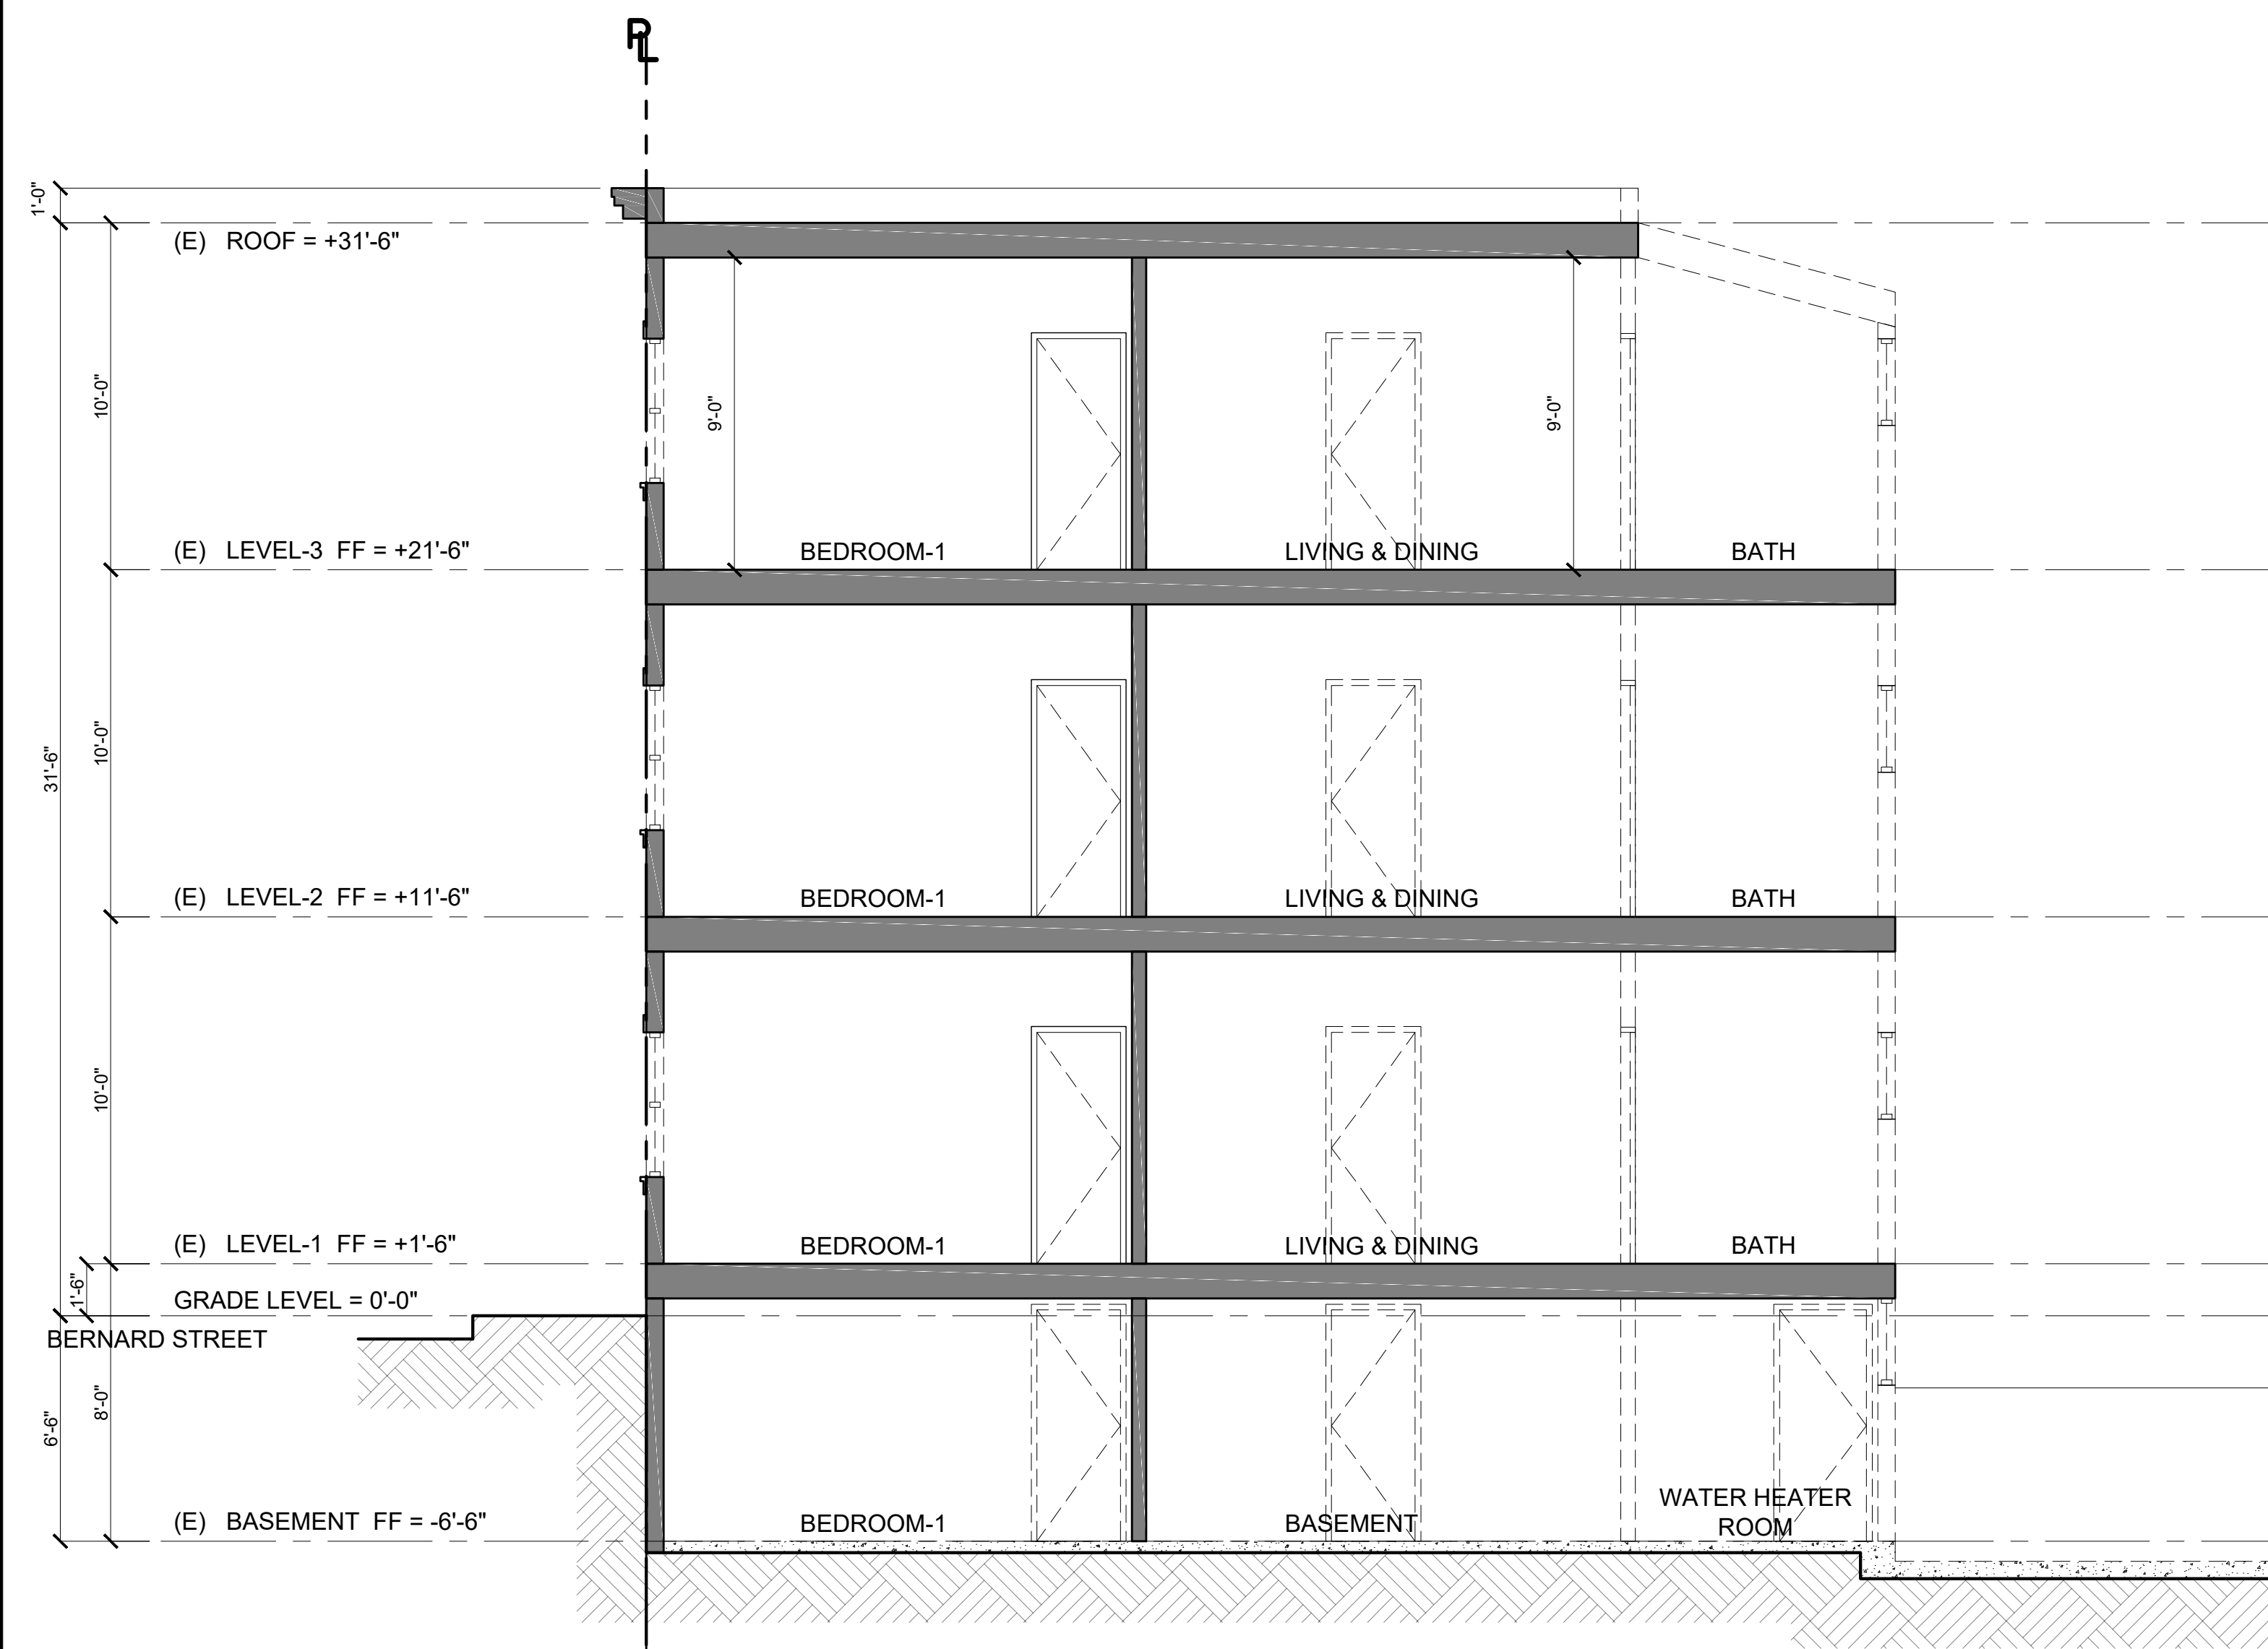 PL
1'-0"
(E) ROOF = +31'-6"
10'-0"
9'-0"
9'-0"
(E) LEVEL-3 FF = +21'-6"
BEDROOM-1
LIVING & DINING
BATH
31'-6"
10'-0"
(E) LEVEL-2 FF = +11'-6"
BEDROOM-1
LIVING & DINING
BATH
10'-0"
(E) LEVEL-1 FF = +1'-6"
BEDROOM-1
LIVING & DINING
BATH
1'-6"
GRADE LEVEL = 0'-0"
BERNARD STREET
6'-6"
8'-0"
(E) BASEMENT FF = -6'-6"
BEDROOM-1
BASEMENT
WATER HEATER
ROOM